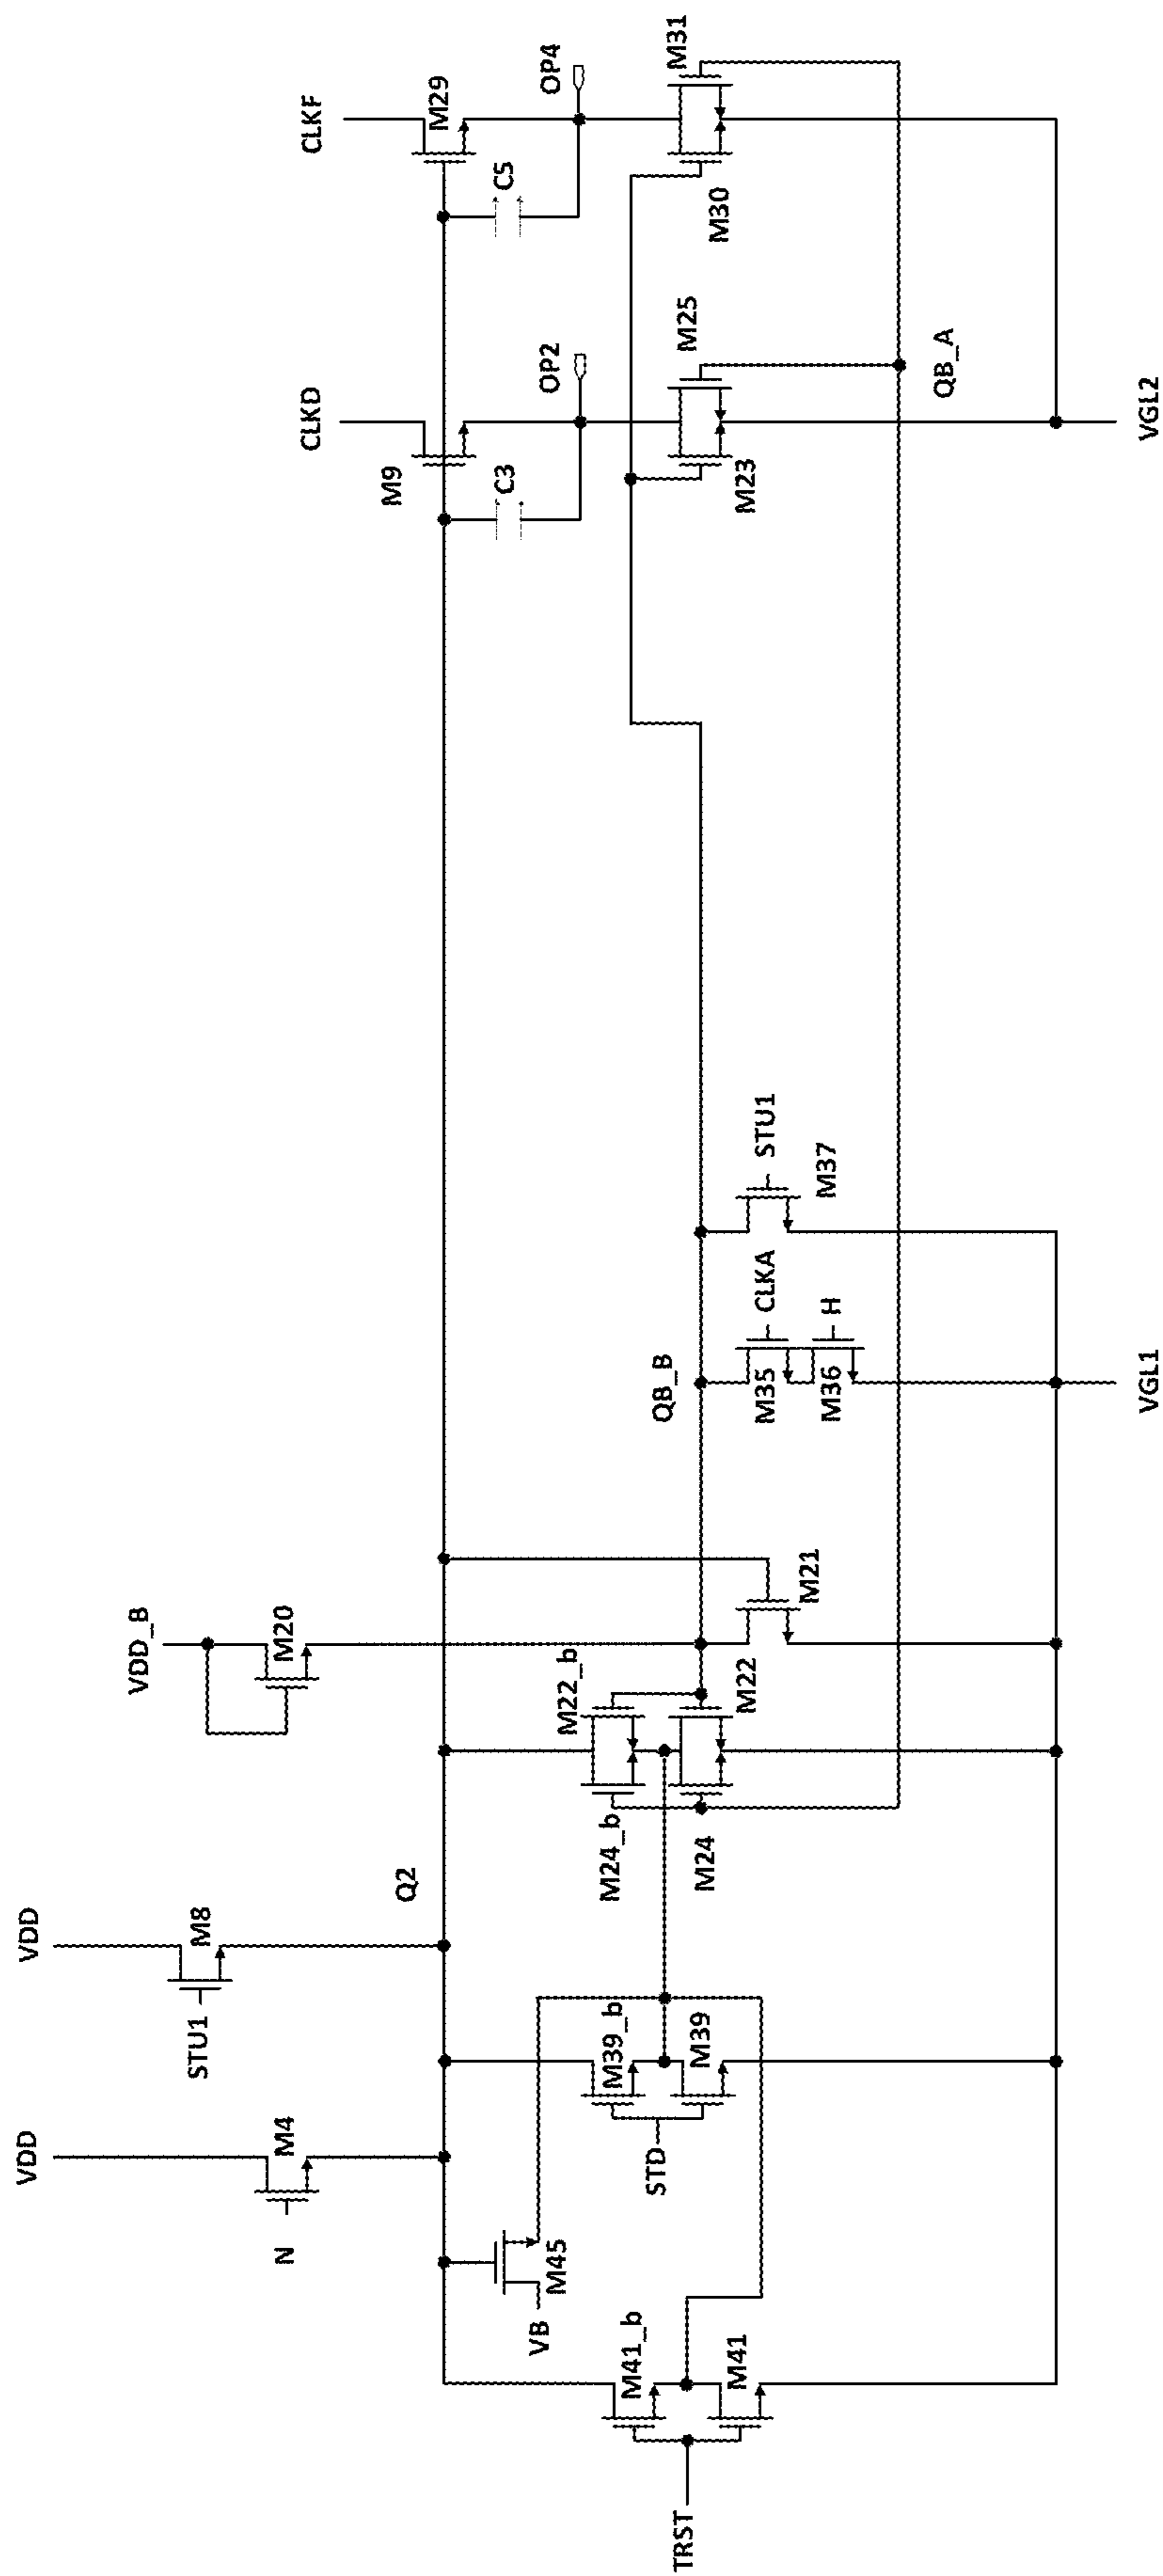 TRST
M41_b
M41
VB
M45
N
M4
VDD
STD
M39_b
M39
STU1
M8
VDD
Q2
M24_b
M24
M22_b
M22
VDD_B
M20
M21
QB_B
M35
M36
CLKA
H
VGL1
M37
STU1
M9
CLKD
C3
OP2
M23
M25
QB_A
VGL2
CLKF
M29
C5
OP4
M30
M31